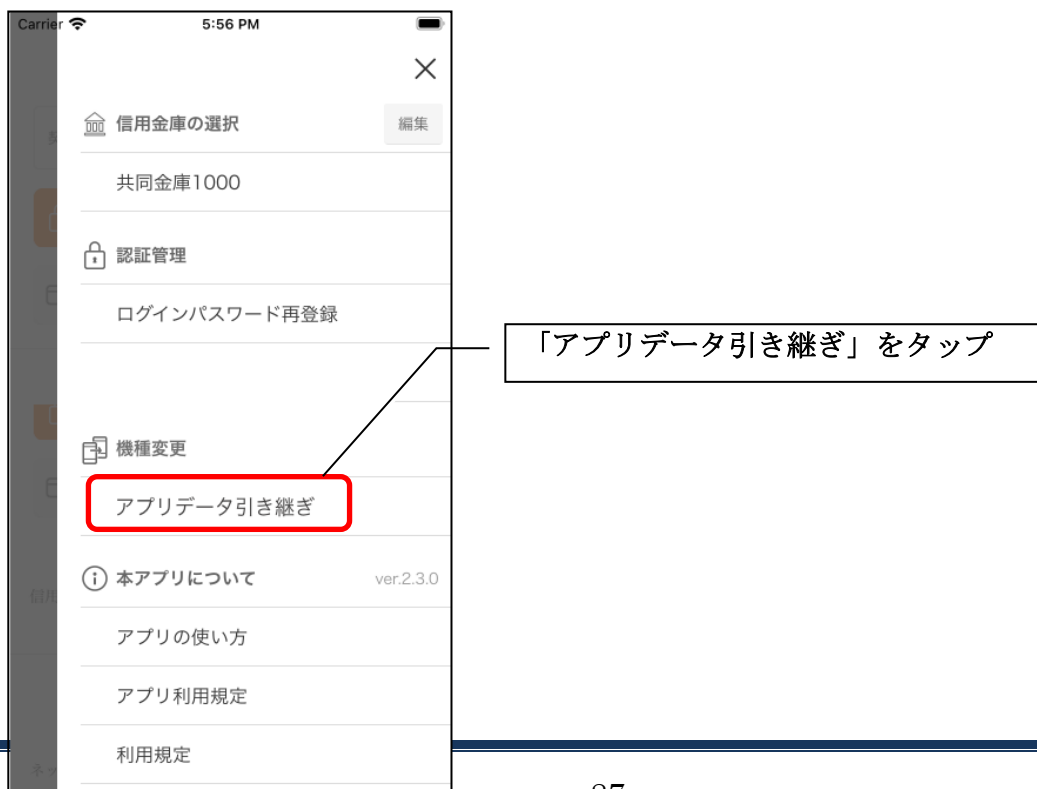 Carrier 5:56 PM
信用金庫の選択 編集
共同金庫1000
認証管理
ログインパスワード再登録
「アプリデータ引き継ぎ」をタップ
機種変更
アプリデータ引き継ぎ
本アプリについて ver.2.3.0
信用
アプリの使い方
アプリ利用規定
利用規定
ネッ